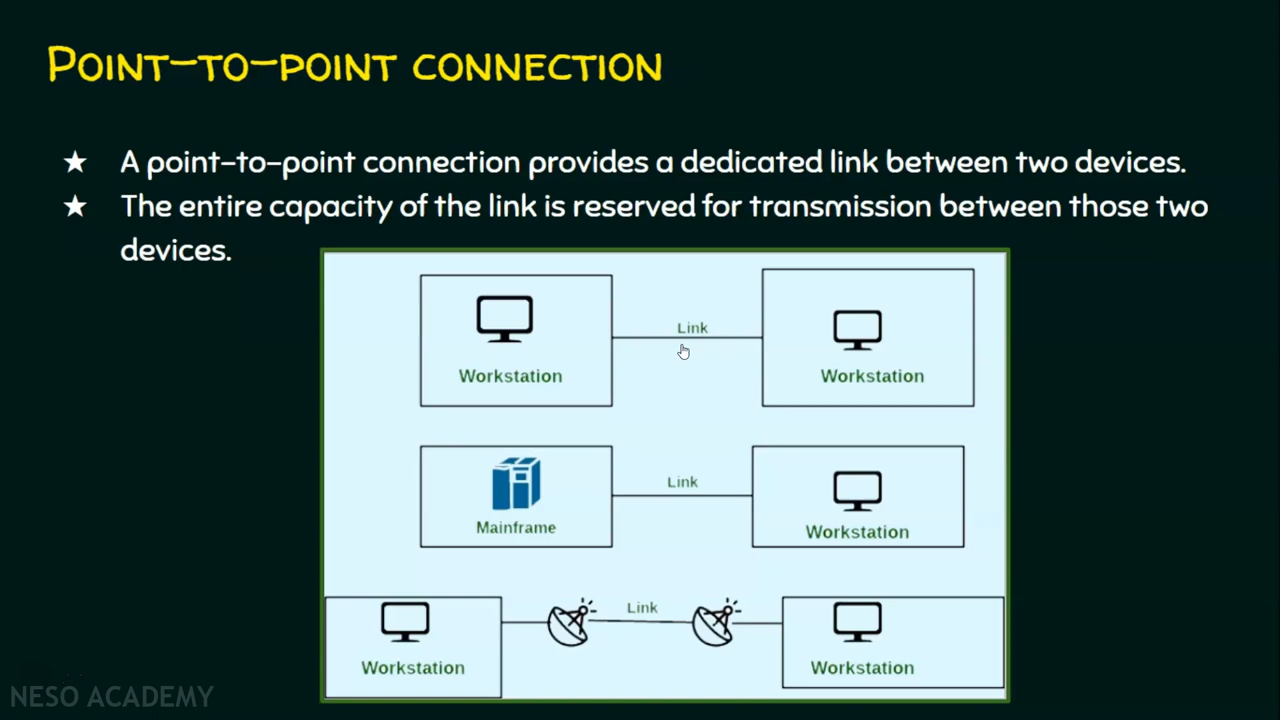 Point-to-point connection
★ A point-to-point connection provides a dedicated link between two devices.
★ The entire capacity of the link is reserved for transmission between those two
devices.
Link
Workstation
Workstation
Link
Mainframe
Workstation
Link
Workstation
Workstation
NESO ACADEMY